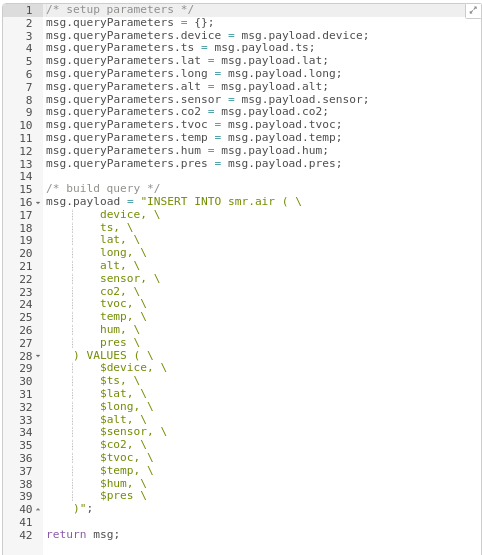 1 /* setup parameters */
2 msg.queryParameters = {};
3 msg.queryParameters.device = msg.payload.device;
4 msg.queryParameters.ts = msg.payload.ts;
5 msg.queryParameters.lat = msg.payload.lat;
6 msg.queryParameters.long = msg.payload.long;
7 msg.queryParameters.alt = msg.payload.alt;
8 msg.queryParameters.sensor = msg.payload.sensor;
9 msg.queryParameters.co2 = msg.payload.co2;
10 msg.queryParameters.tvoc = msg.payload.tvoc;
11 msg.queryParameters.temp = msg.payload.temp;
12 msg.queryParameters.hum = msg.payload.hum;
13 msg.queryParameters.pres = msg.payload.pres;
14
15 /* build query */
16 msg.payload = "INSERT INTO smr.air ( \
17         device, \
18         ts, \
19         lat, \
20         long, \
21         alt, \
22         sensor, \
23         co2, \
24         tvoc, \
25         temp, \
26         hum, \
27         pres \
28     ) VALUES ( \
29         $device, \
30         $ts, \
31         $lat, \
32         $long, \
33         $alt, \
34         $sensor, \
35         $co2, \
36         $tvoc, \
37         $temp, \
38         $hum, \
39         $pres \
40     )";
41
42 return msg;